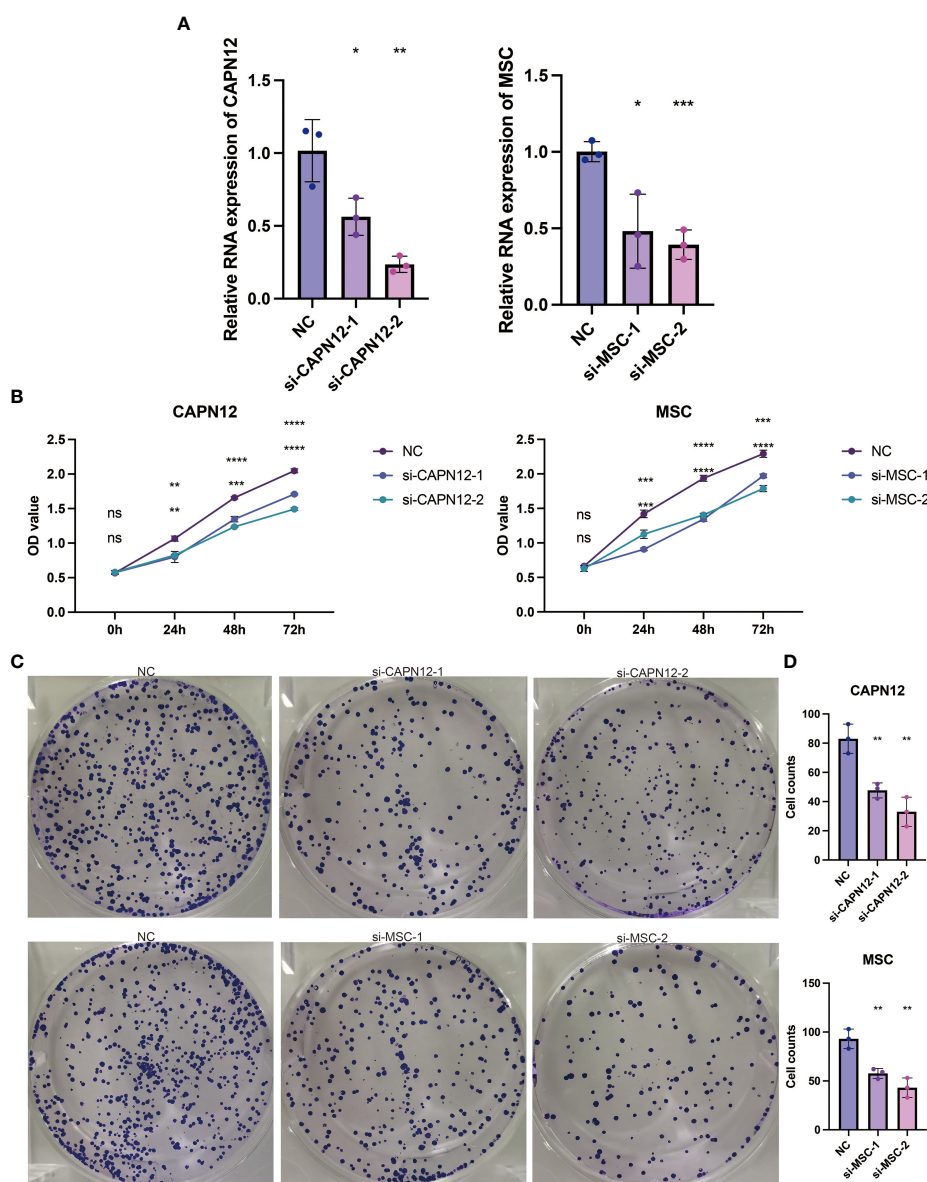 A
Relative RNA expression of CAPN12
* **
1.5
1.0
0.5
0.0
NC
si-CAPN12-1
si-CAPN12-2
Relative RNA expression of MSC
* ***
1.5
1.0
0.5
0.0
NC
si-MSC-1
si-MSC-2
B
CAPN12
OD value
2.5
2.0
1.5
1.0
0.5
0.0
ns
ns
**
**
****
***
****
****
0h 24h 48h 72h
NC
si-CAPN12-1
si-CAPN12-2
MSC
OD value
2.5
2.0
1.5
1.0
0.5
0.0
ns
ns
***
***
****
****
***
****
0h 24h 48h 72h
NC
si-MSC-1
si-MSC-2
C
NC si-CAPN12-1 si-CAPN12-2
NC si-MSC-1 si-MSC-2
D
CAPN12
Cell counts
100
80
60
40
20
0
** **
NC
si-CAPN12-1
si-CAPN12-2
MSC
Cell counts
150
100
50
0
** **
NC
si-MSC-1
si-MSC-2